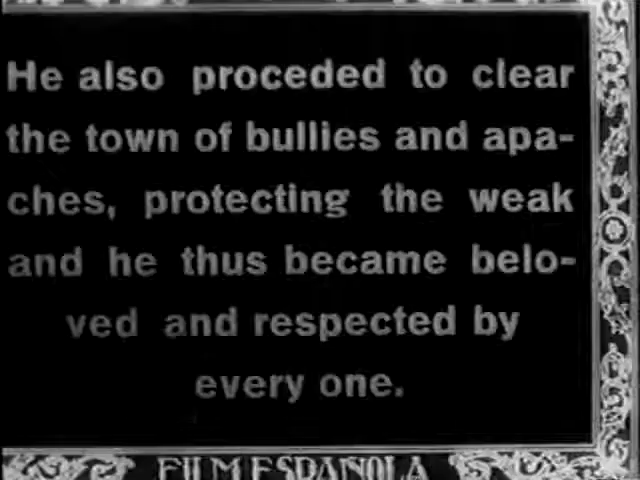 He also proceded to clear
the town of bullies and apa-
ches, protecting the weak
and he thus became belo-
ved and respected by
every one.
FILM ESPAÑOLA